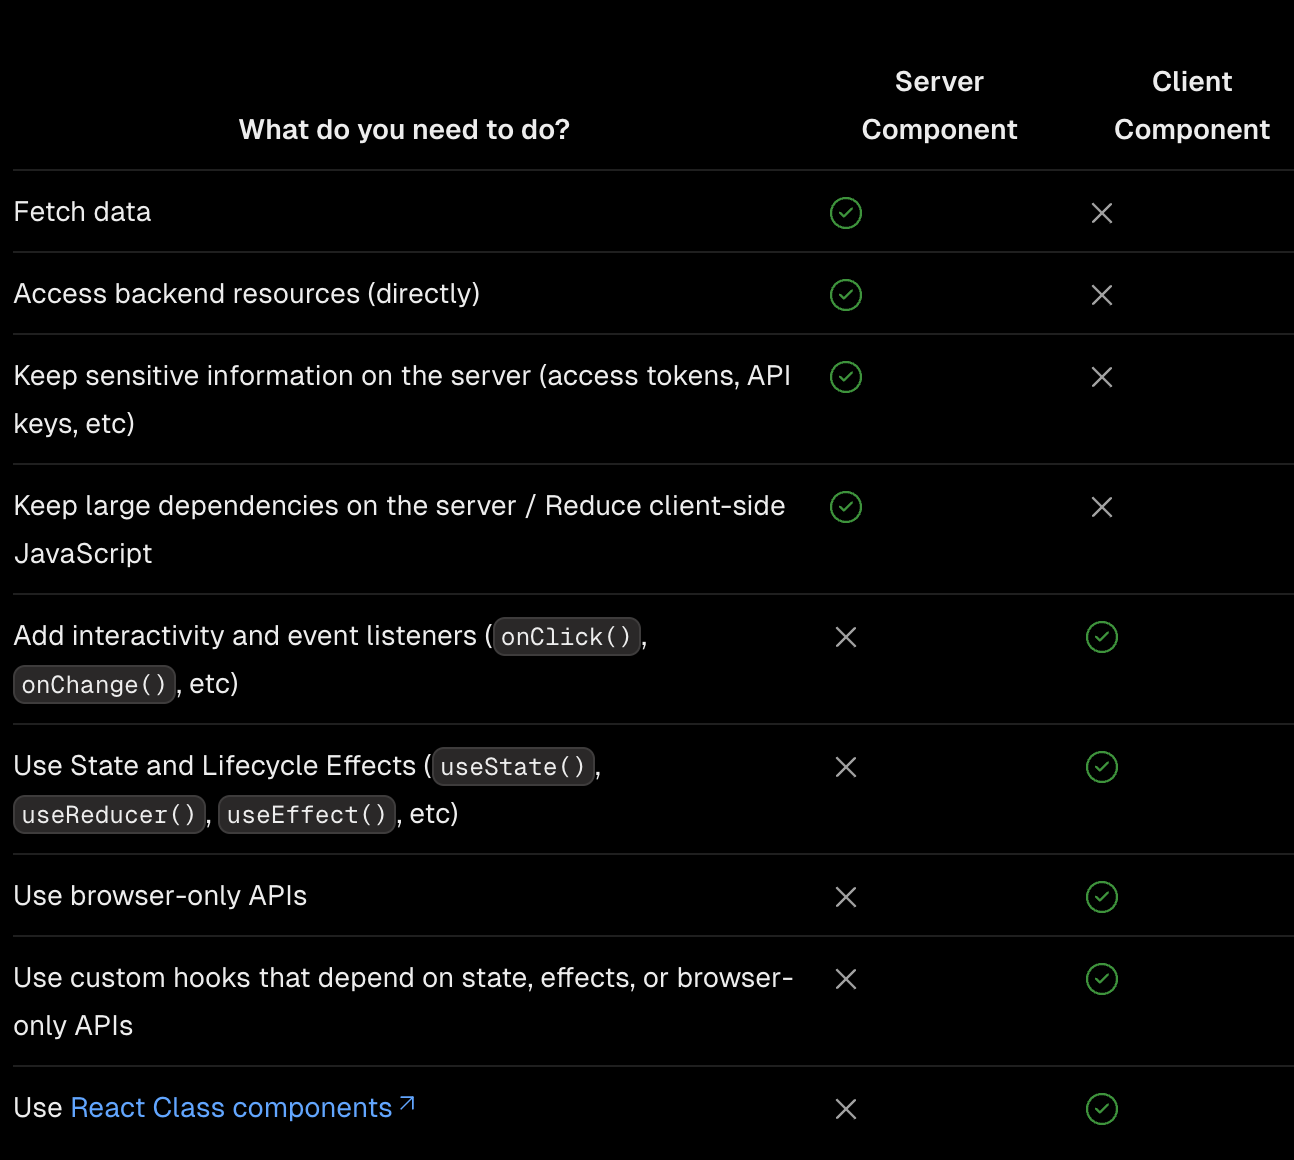 Server Client
What do you need to do? Component Component
Fetch data
Access backend resources (directly)
Keep sensitive information on the server (access tokens, API
keys, etc)
Keep large dependencies on the server / Reduce client-side
JavaScript
Add interactivity and event listeners (onClick(),
onChange(), etc)
Use State and Lifecycle Effects (useState(),
useReducer(), useEffect(), etc)
Use browser-only APIs
Use custom hooks that depend on state, effects, or browser-
only APIs
Use React Class components